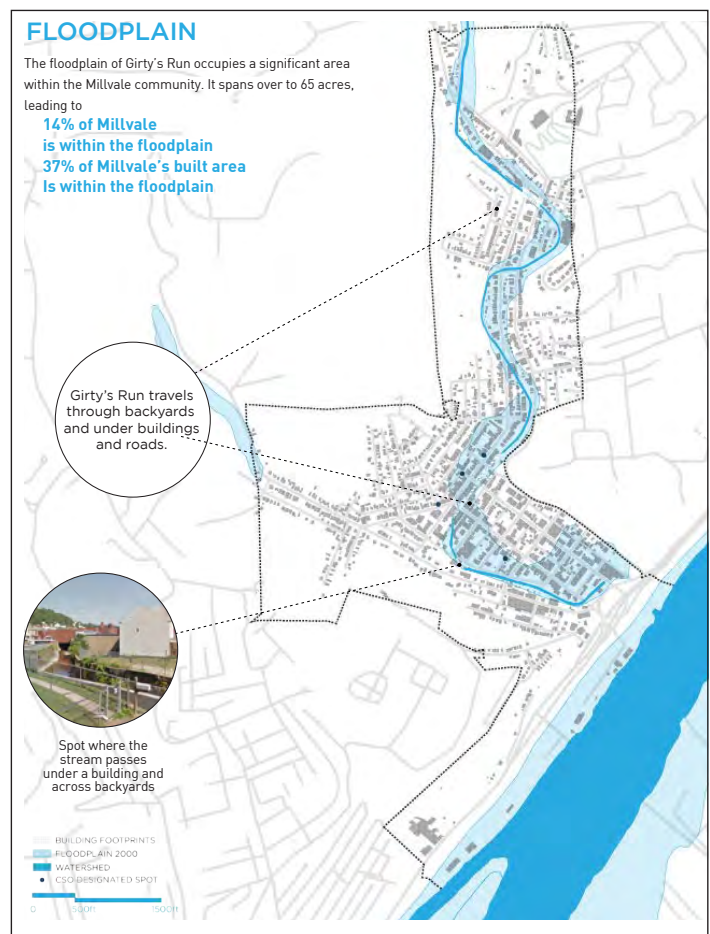 FLOODPLAIN
The floodplain of Girty's Run occupies a significant area
within the Millvale community. It spans over to 65 acres,
leading to
14% of Millvale
is within the floodplain
37% of Millvale's built area
Is within the floodplain
Girty's Run travels
through backyards
and under buildings
and roads.
Spot where the
stream passes
under a building and
across backyards
BUILDING FOOTPRINTS
FLOODPLAIN 2000
WATERSHED
CSO DESIGNATED SPOT
0 500ft 1500ft